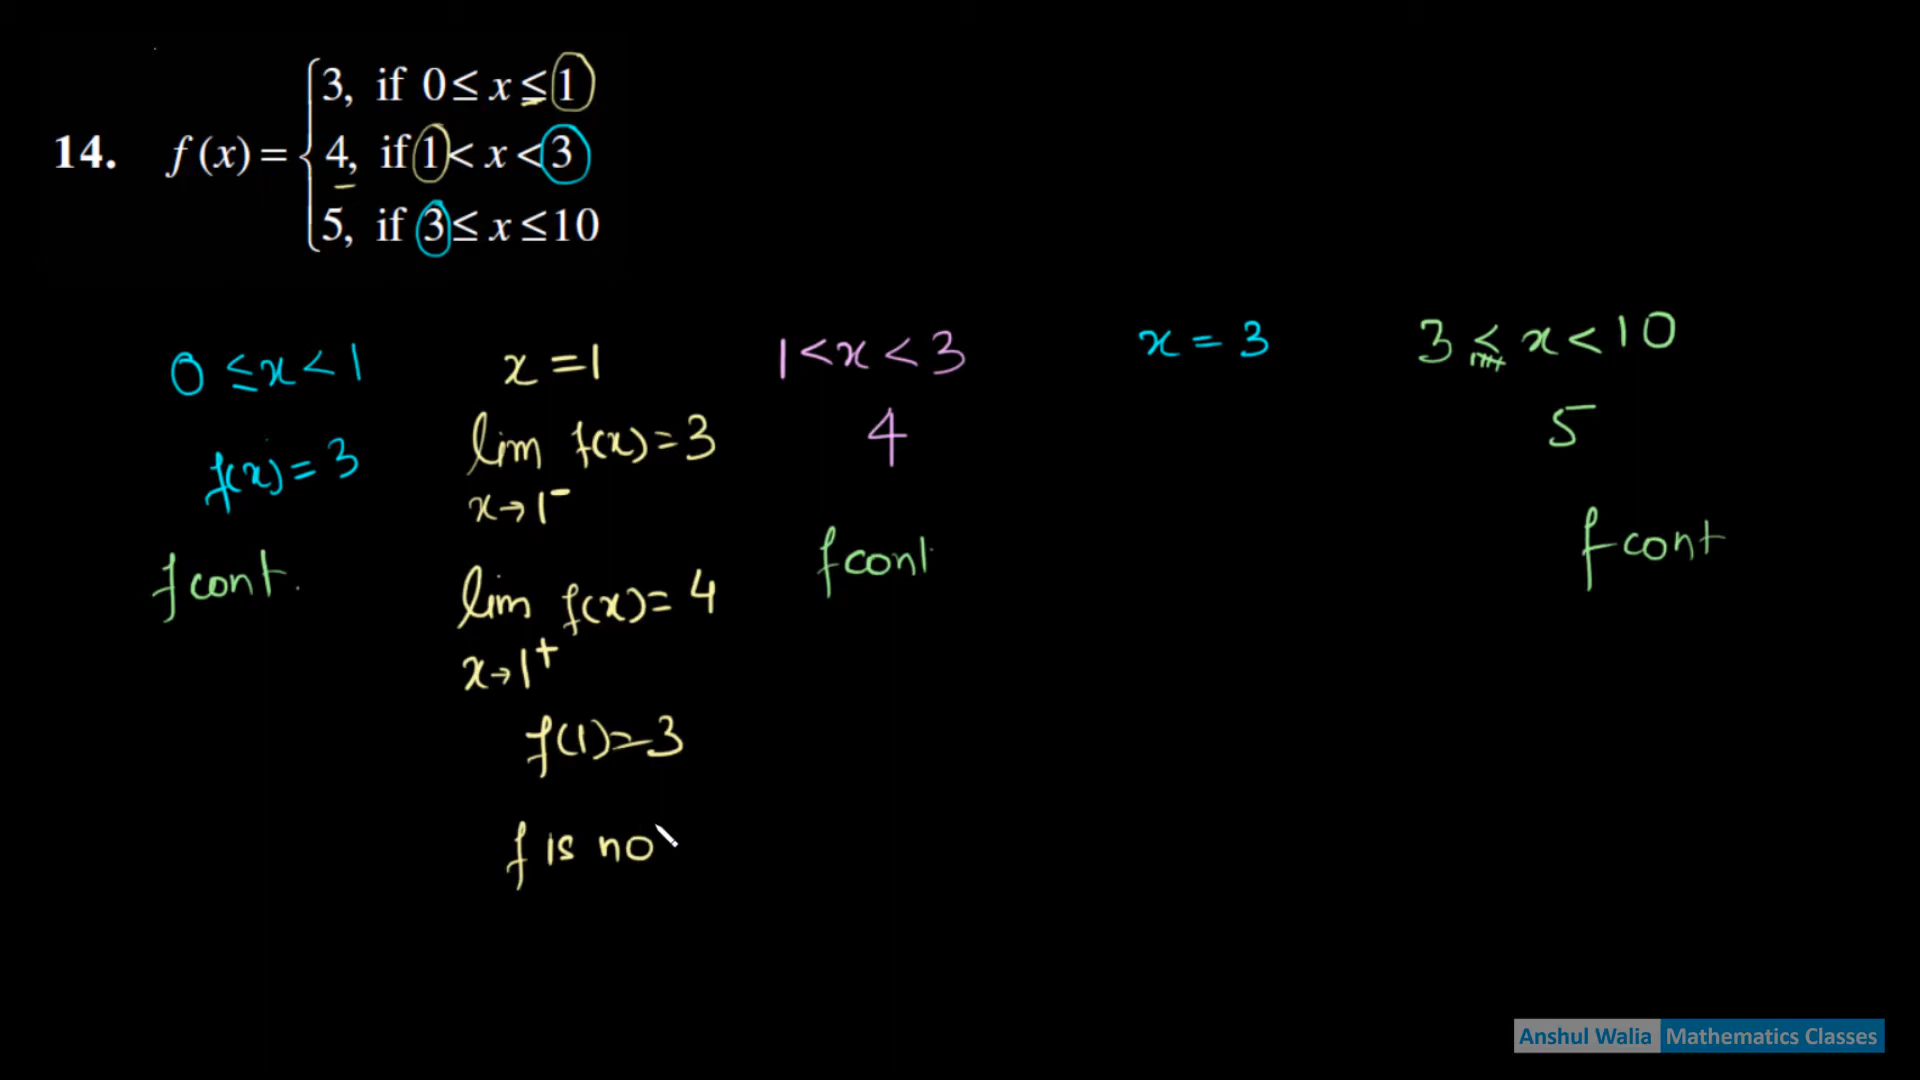 14. f(x) = { 3, if 0 ≤ x ≤ 1
4, if 1 < x < 3
5, if 3 ≤ x ≤ 10
0 ≤ x < 1
f(x) = 3
f cont.
x = 1
lim f(x) = 3
x → 1⁻
lim f(x) = 4
x → 1⁺
f(1) = 3
f is no
1 < x < 3
4
f cont
x = 3
3 < x < 10
5
f cont
Anshul Walia Mathematics Classes